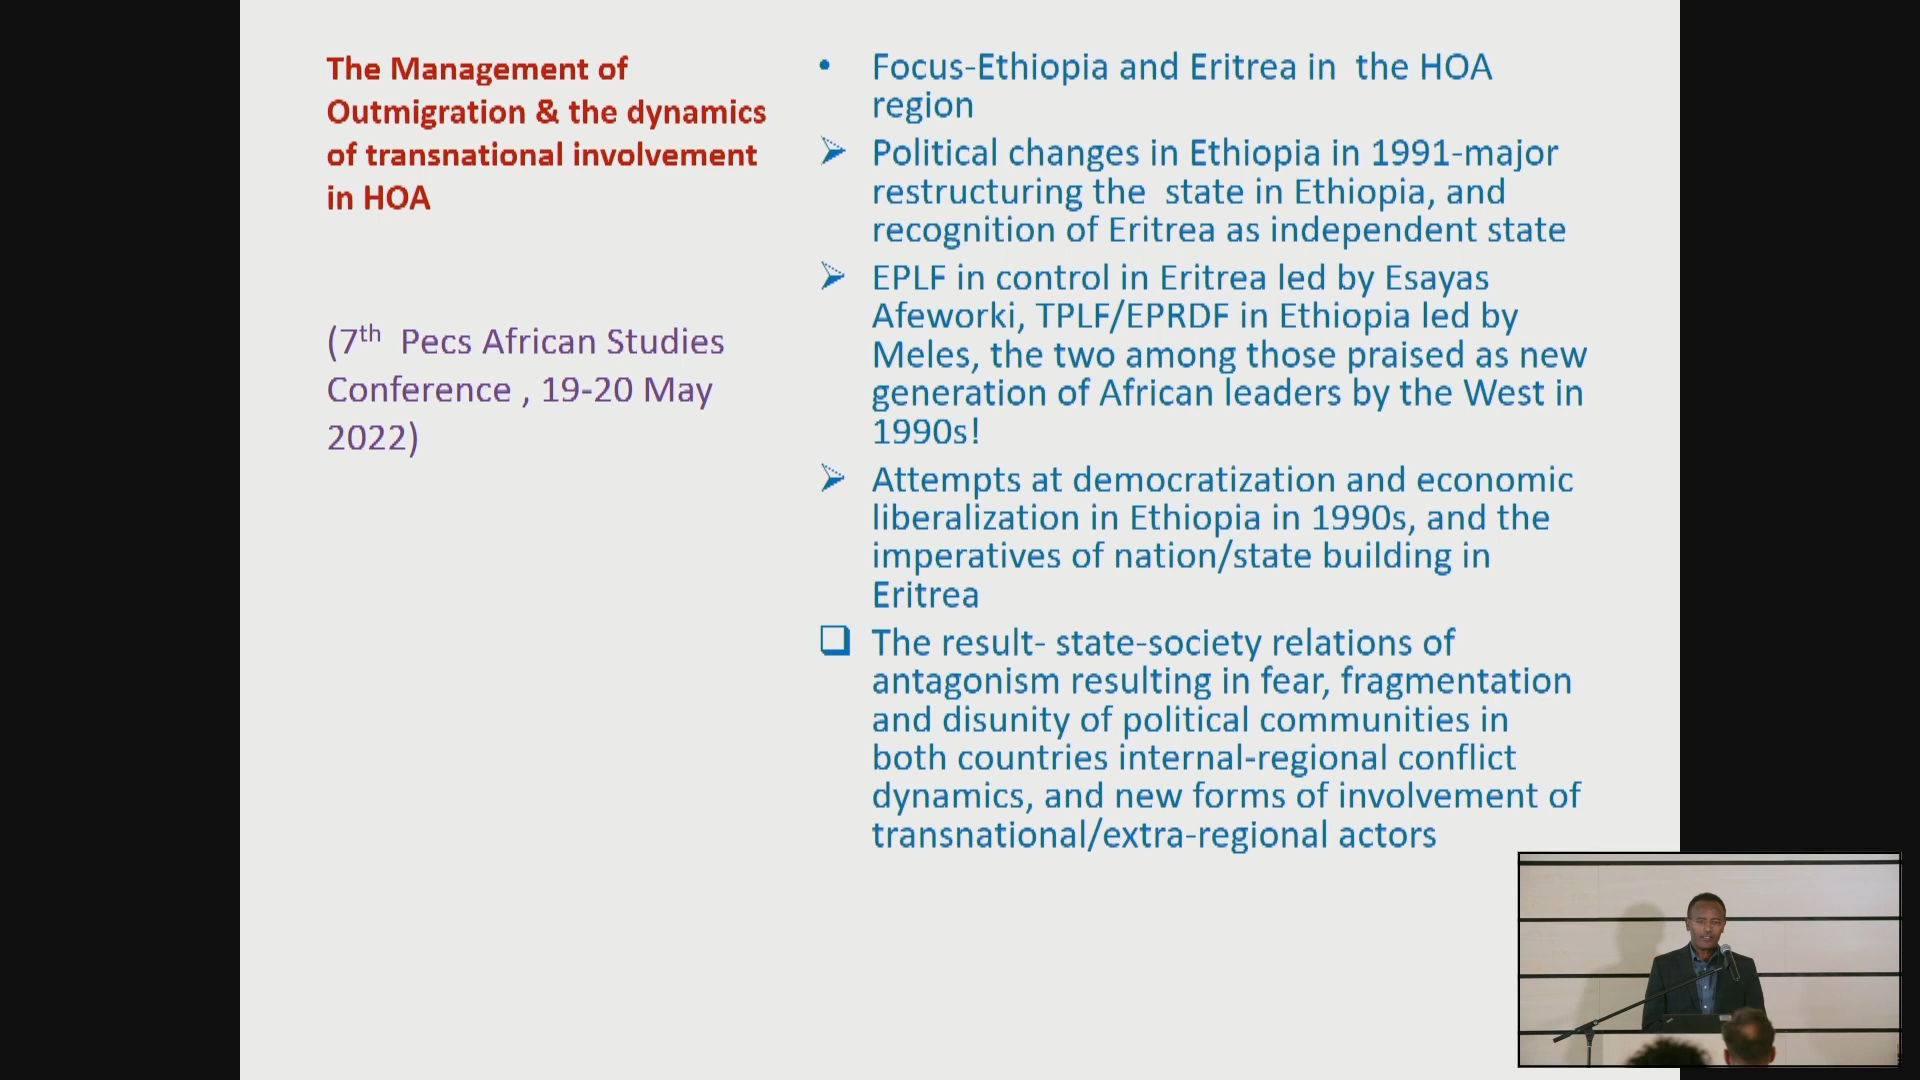 The Management of
Outmigration & the dynamics
of transnational involvement
in HOA
(7th Pecs African Studies
Conference , 19-20 May
2022)
• Focus-Ethiopia and Eritrea in the HOA
region
➢ Political changes in Ethiopia in 1991-major
restructuring the state in Ethiopia, and
recognition of Eritrea as independent state
➢ EPLF in control in Eritrea led by Esayas
Afeworki, TPLF/EPRDF in Ethiopia led by
Meles, the two among those praised as new
generation of African leaders by the West in
1990s!
➢ Attempts at democratization and economic
liberalization in Ethiopia in 1990s, and the
imperatives of nation/state building in
Eritrea
❑ The result- state-society relations of
antagonism resulting in fear, fragmentation
and disunity of political communities in
both countries internal-regional conflict
dynamics, and new forms of involvement of
transnational/extra-regional actors